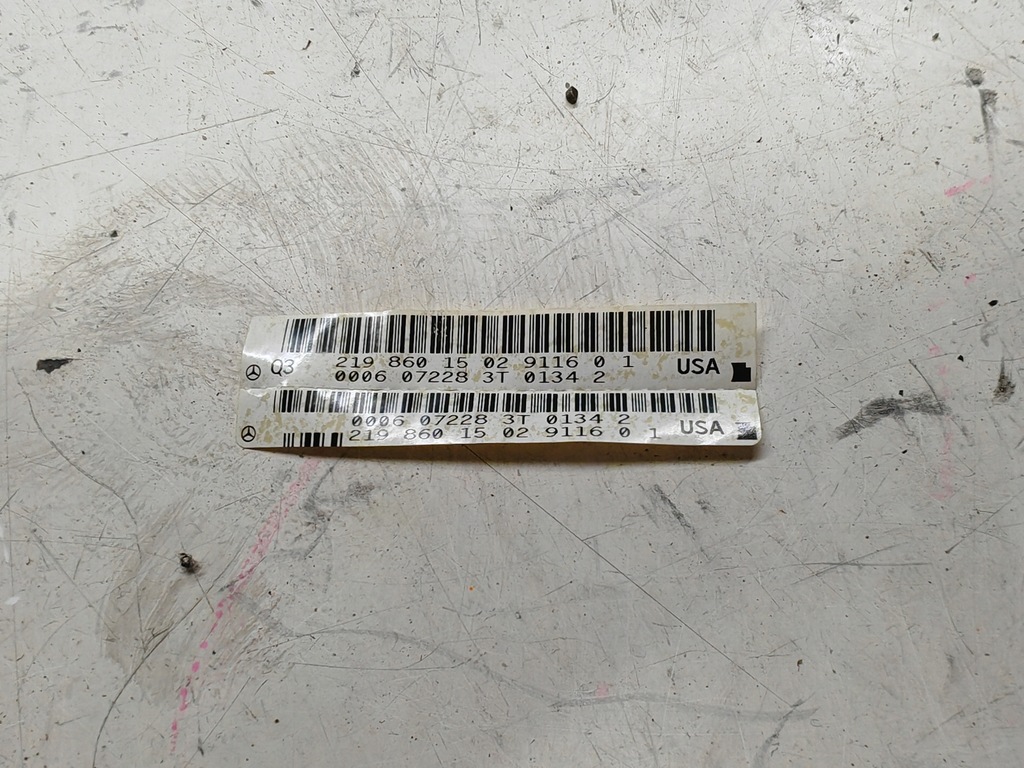 Q3 219 860 15 02 9116 0 1 USA
0006 07228 3T 0134 2
0006 07228 3T 0134 2 USA
219 860 15 02 9116 0 1